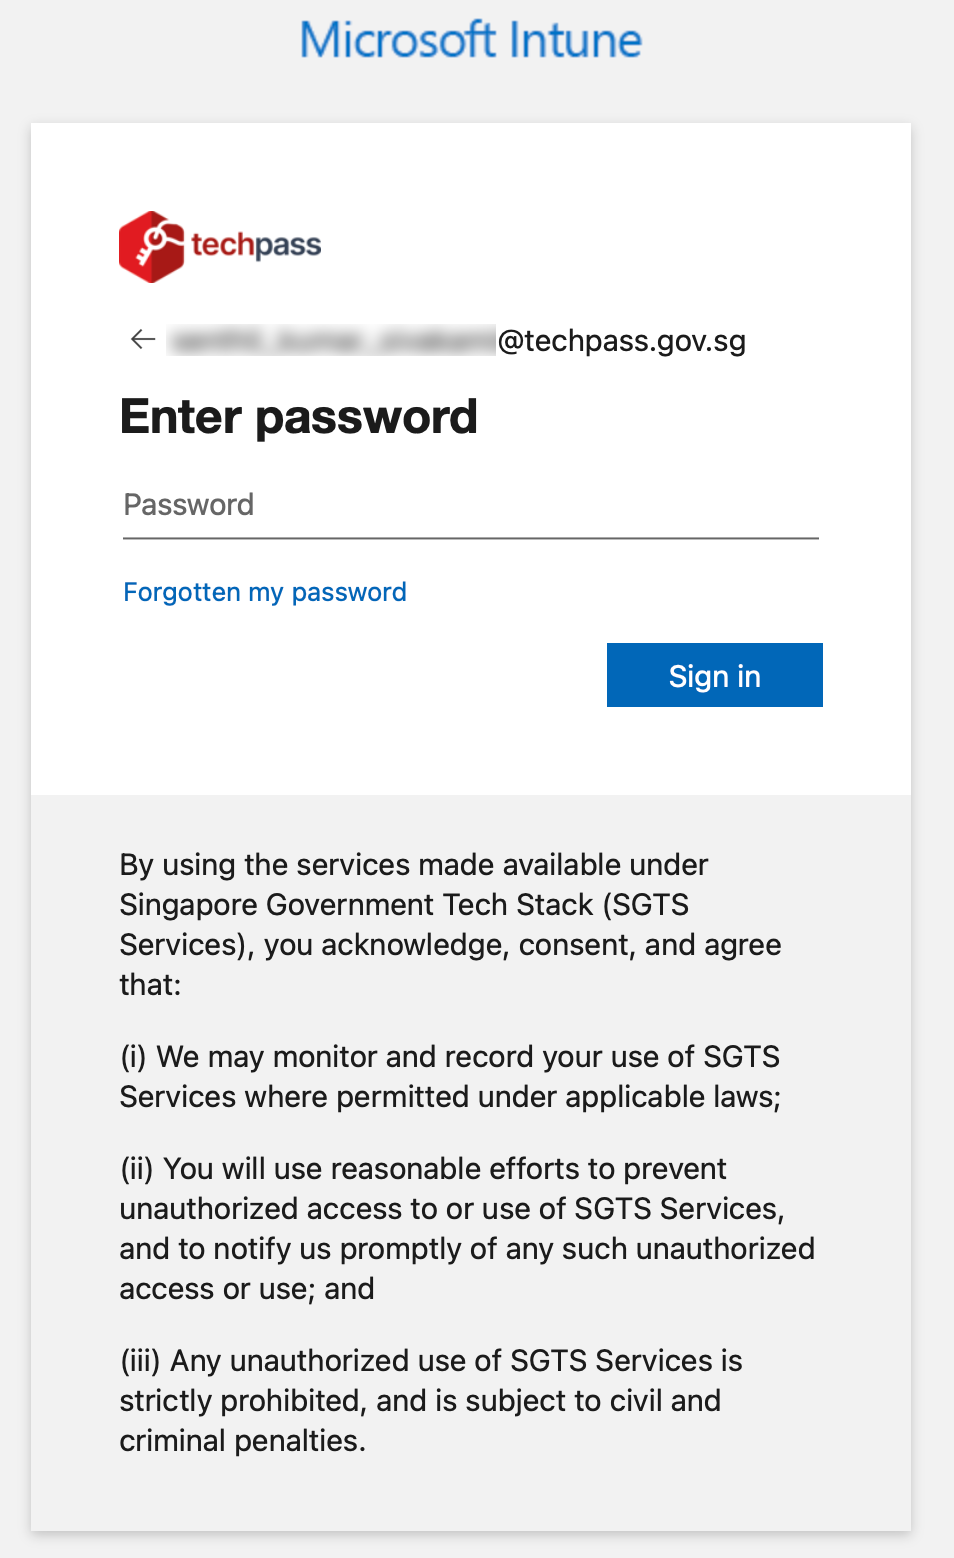 Microsoft Intune
techpass
@techpass.gov.sg
Enter password
Password
Forgotten my password
Sign in
By using the services made available under
Singapore Government Tech Stack (SGTS
Services), you acknowledge, consent, and agree
that:
(i) We may monitor and record your use of SGTS
Services where permitted under applicable laws;
(ii) You will use reasonable efforts to prevent
unauthorized access to or use of SGTS Services,
and to notify us promptly of any such unauthorized
access or use; and
(iii) Any unauthorized use of SGTS Services is
strictly prohibited, and is subject to civil and
criminal penalties.